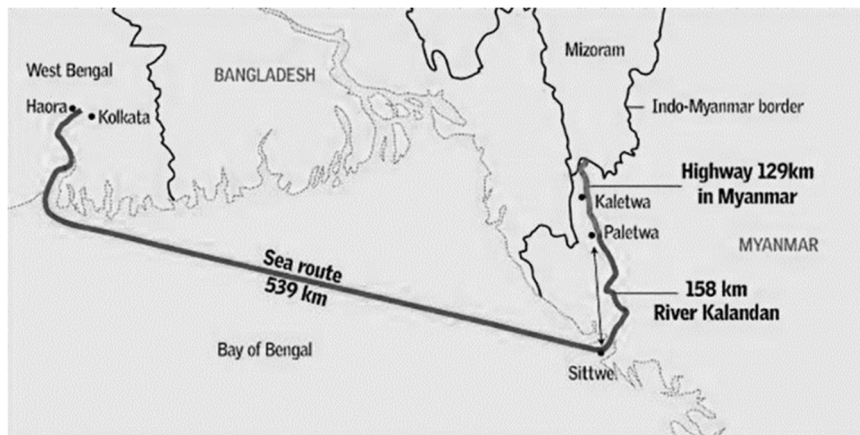 Mizoram
West Bengal
BANGLADESH
Haora
Kolkata
Indo-Myanmar border
Highway 129km
in Myanmar
Kaletwa
Paletwa
MYANMAR
Sea route
539 km
158 km
River Kalandan
Bay of Bengal
Sittwe